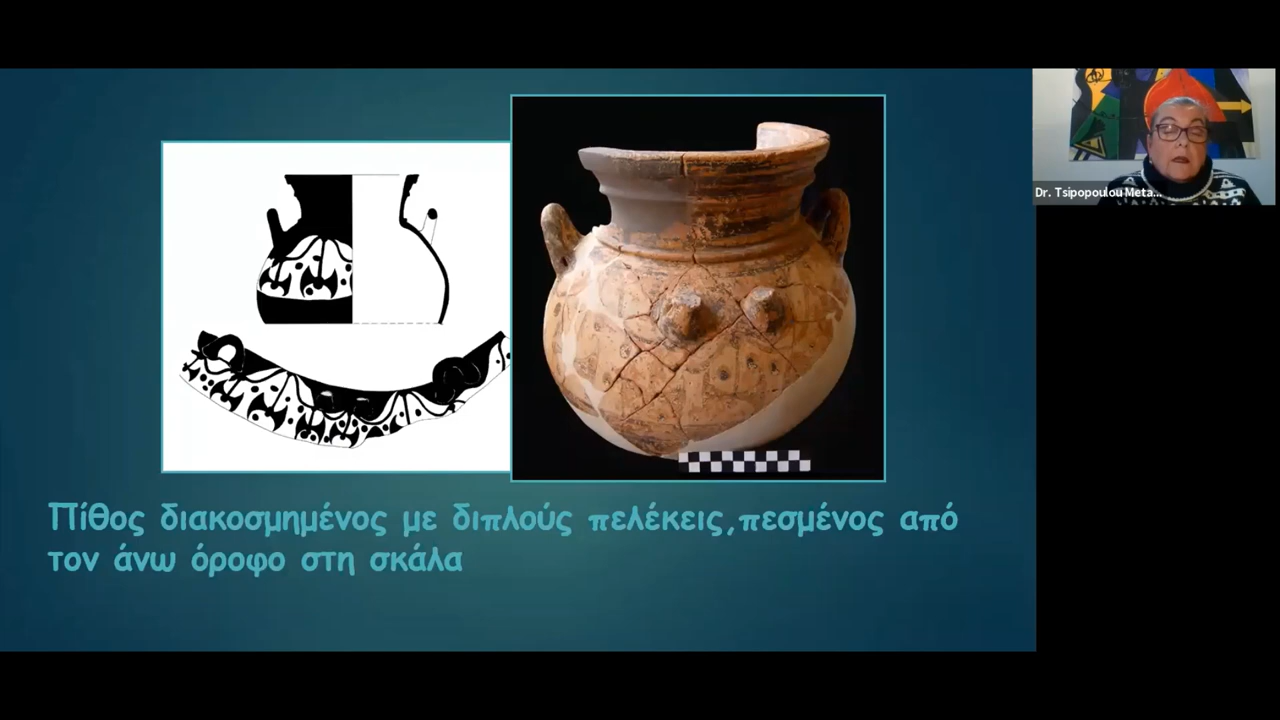 Dr. Tsipopoulou Meta...
Πίθος διακοσμημένος με διπλούς πελέκεις,πεσμένος από
τον άνω όροφο στη σκάλα